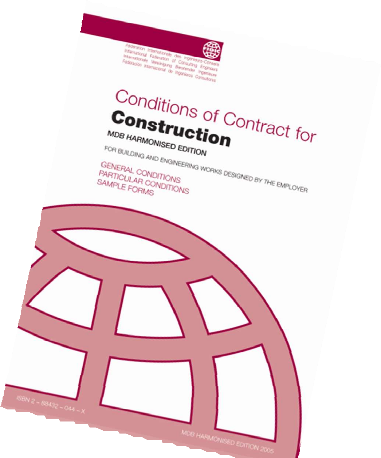 Fédération Internationale des Ingénieurs-Conseils
International Federation of Consulting Engineers
Internationale Vereinigung Beratender Ingenieure
Federación Internacional de Ingenieros Consultores
Conditions of Contract for
Construction
MDB HARMONISED EDITION
FOR BUILDING AND ENGINEERING WORKS DESIGNED BY THE EMPLOYER
GENERAL CONDITIONS
PARTICULAR CONDITIONS
SAMPLE FORMS
ISBN 2 - 88432 - 044 - X
MDB HARMONISED EDITION 2005